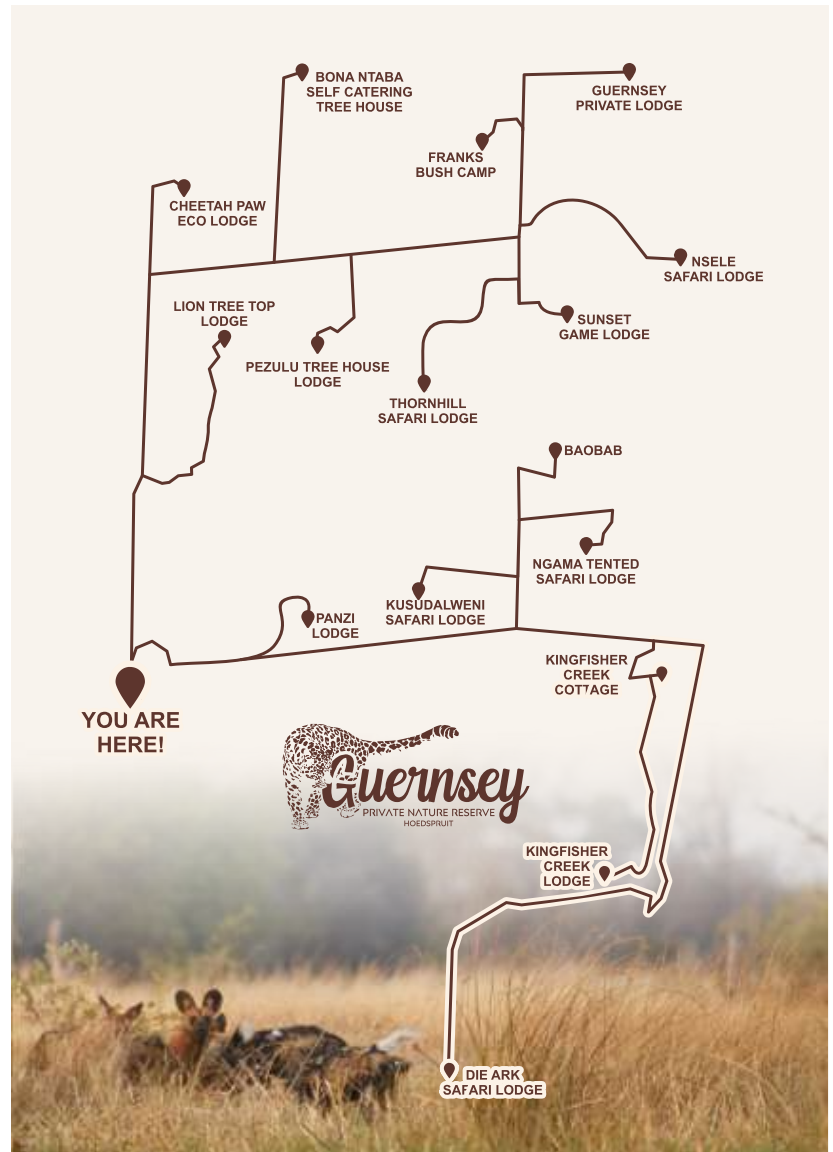 BONA NTABA
SELF CATERING
TREE HOUSE
GUERNSEY
PRIVATE LODGE
FRANKS
BUSH CAMP
CHEETAH PAW
ECO LODGE
NSELE
SAFARI LODGE
LION TREE TOP
LODGE
SUNSET
GAME LODGE
PEZULU TREE HOUSE
LODGE
THORNHILL
SAFARI LODGE
BAOBAB
NGAMA TENTED
SAFARI LODGE
KUSUDALWENI
SAFARI LODGE
PANZI
LODGE
KINGFISHER
CREEK
COTTAGE
YOU ARE
HERE!
Guernsey
PRIVATE NATURE RESERVE
HOEDSPRUIT
KINGFISHER
CREEK
LODGE
DIE ARK
SAFARI LODGE